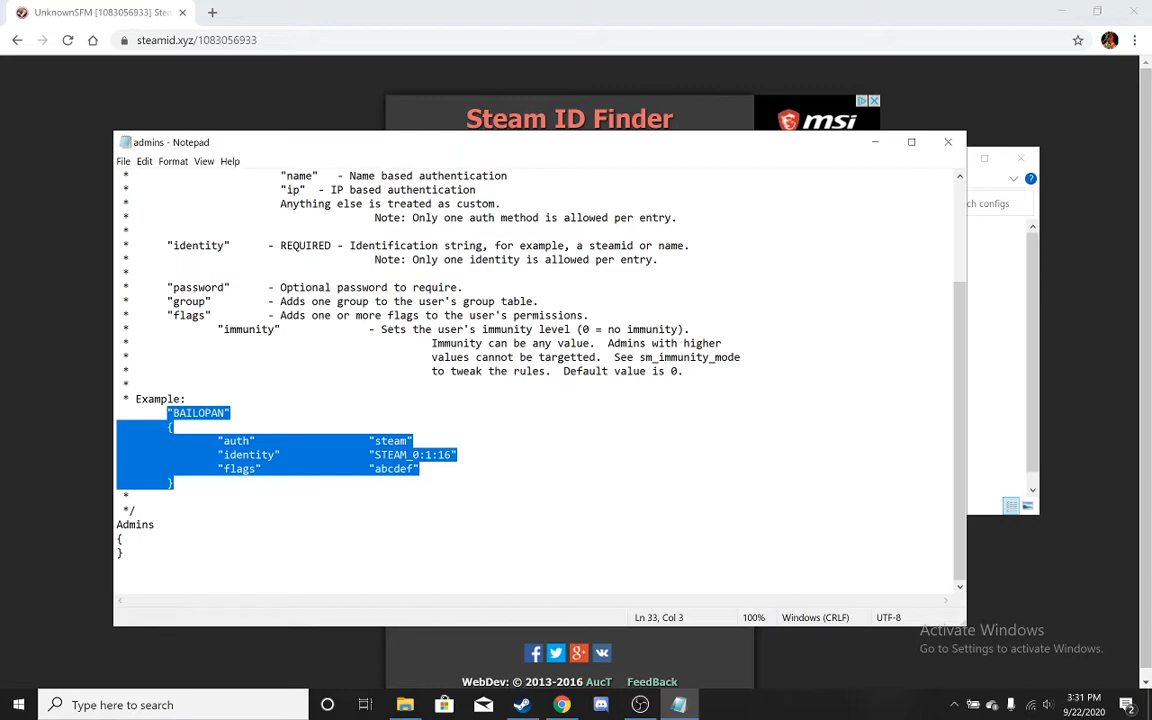 UnknownSFM [1083056933] Stea
steamid.xyz/1083056933
Steam ID Finder
msi
admins - Notepad
File Edit Format View Help
* "name" - Name based authentication
* "ip" - IP based authentication
* Anything else is treated as custom.
* Note: Only one auth method is allowed per entry.
*
* "identity" - REQUIRED - Identification string, for example, a steamid or name.
* Note: Only one identity is allowed per entry.
*
* "password" - Optional password to require.
* "group" - Adds one group to the user's group table.
* "flags" - Adds one or more flags to the user's permissions.
* "immunity" - Sets the user's immunity level (0 = no immunity).
* Immunity can be any value. Admins with higher
* values cannot be targetted. See sm_immunity_mode
* to tweak the rules. Default value is 0.
*
* Example:
"BAILOPAN"
{
"auth" "steam"
"identity" "STEAM_0:1:16"
"flags" "abcdef"
}
*
*/
Admins
{
}
ch configs
Ln 33, Col 3 100% Windows (CRLF) UTF-8
Activate Windows
Go to Settings to activate Windows.
WebDev: © 2013-2016 AucT FeedBack
Type here to search
3:31 PM
9/22/2020
2